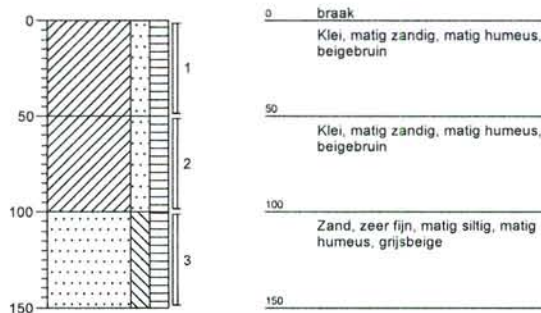 0
50
100
150
1
2
3
0 braak
Klei, matig zandig, matig humeus,
beigebruin
50
Klei, matig zandig, matig humeus,
beigebruin
100
Zand, zeer fijn, matig siltig, matig
humeus, grijsbeige
150